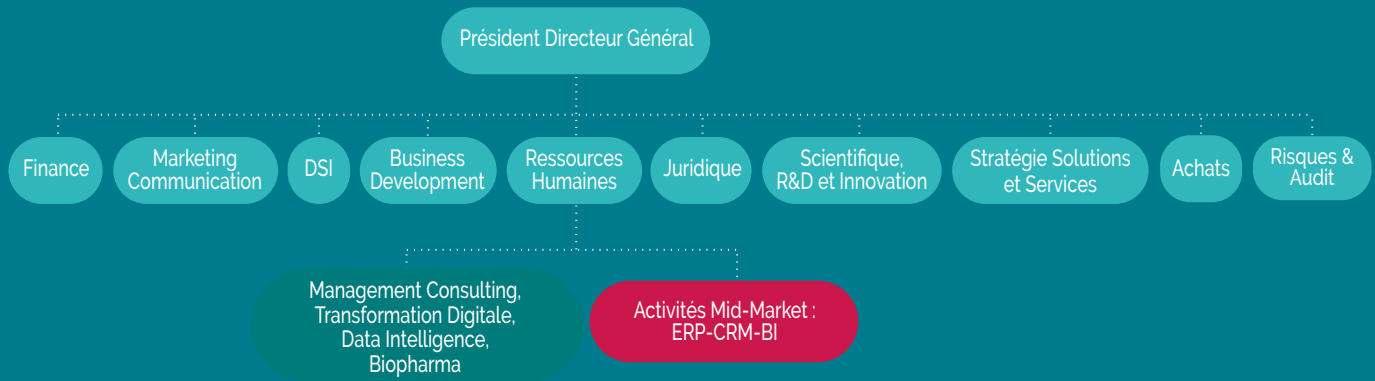 Président Directeur Général
Finance
Marketing
Communication
DSI
Business
Development
Ressources
Humaines
Juridique
Scientifique,
R&D et Innovation
Stratégie Solutions
et Services
Achats
Risques &
Audit
Management Consulting,
Transformation Digitale,
Data Intelligence,
Biopharma
Activités Mid-Market :
ERP-CRM-BI